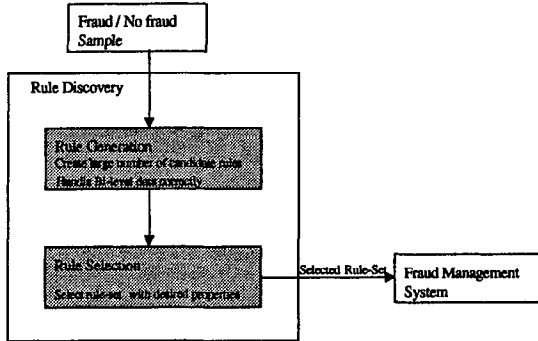 Fraud / No fraud
Sample
Rule Discovery
Rule Generation
Create large number of candidate rules
Handle Bi-level data correctly
Rule Selection
Select rule-set with desired properties
Selected Rule-Set
Fraud Management
System